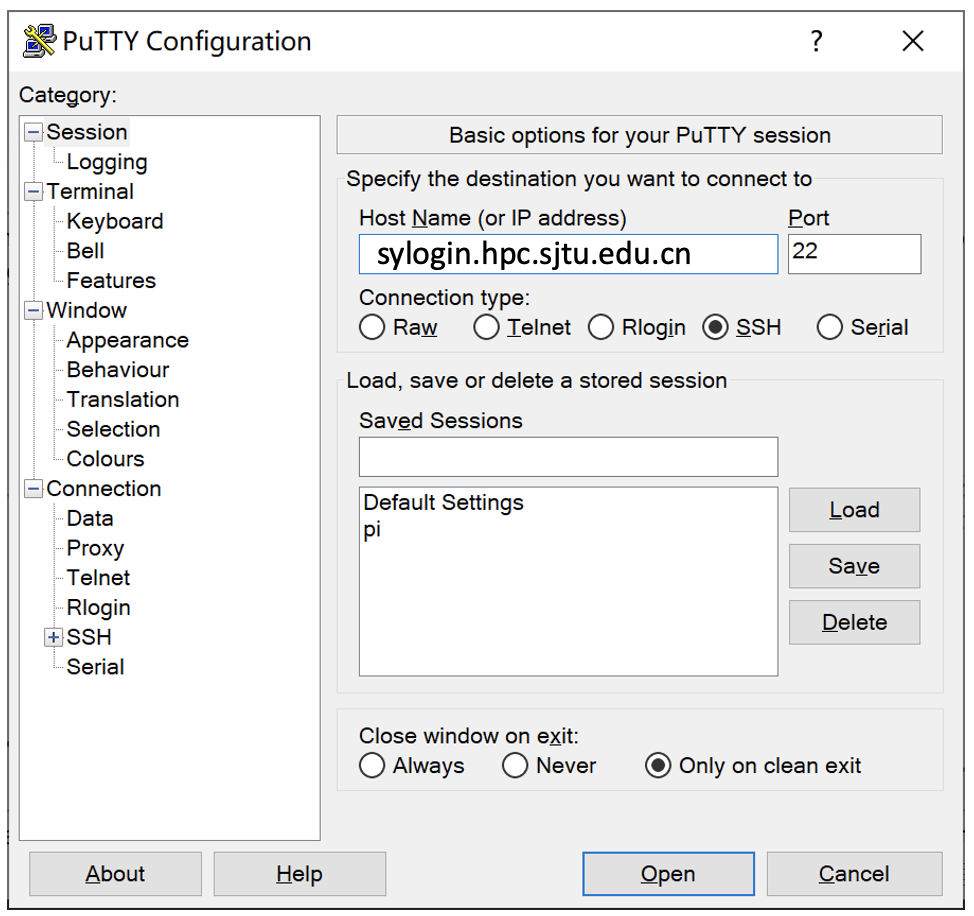 PuTTY Configuration
?
Category:
Session
Logging
Terminal
Keyboard
Bell
Features
Window
Appearance
Behaviour
Translation
Selection
Colours
Connection
Data
Proxy
Telnet
Rlogin
SSH
Serial
Basic options for your PuTTY session
Specify the destination you want to connect to
Host Name (or IP address) Port
sylogin.hpc.sjtu.edu.cn 22
Connection type:
Raw Telnet Rlogin SSH Serial
Load, save or delete a stored session
Saved Sessions
Default Settings
pi
Load
Save
Delete
Close window on exit:
Always Never Only on clean exit
About Help Open Cancel